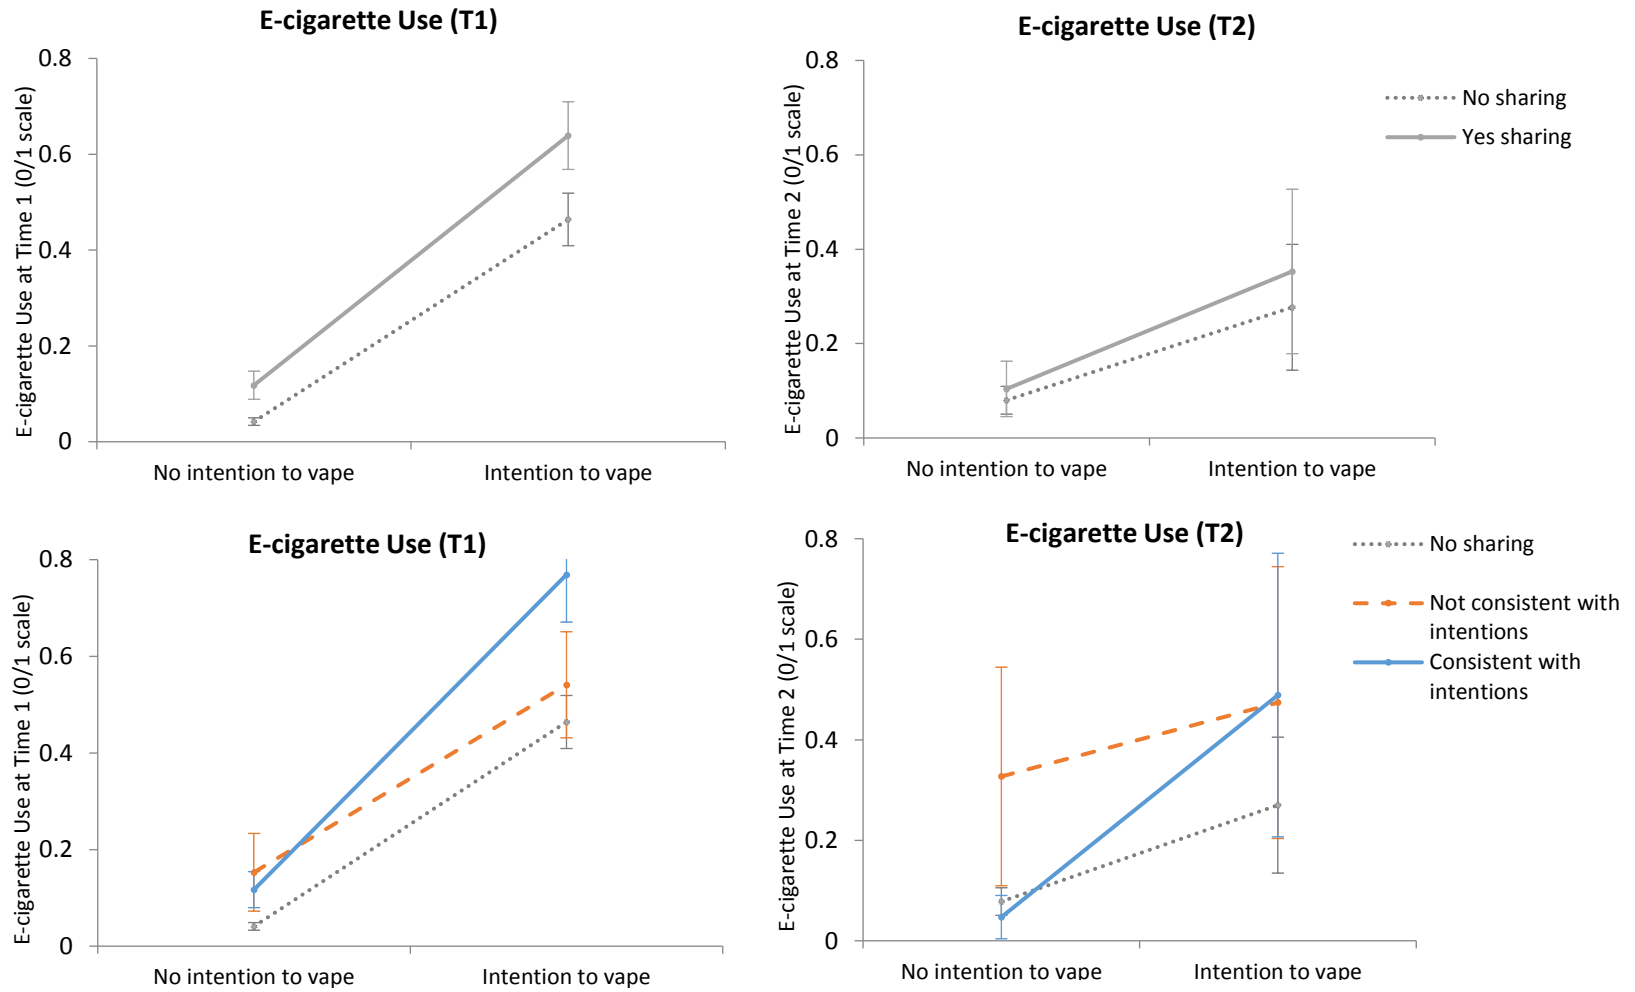 E-cigarette Use (T1)
E-cigarette Use at Time 1 (0/1 scale)
0.8
0.6
0.4
0.2
0
No intention to vape
Intention to vape
E-cigarette Use (T2)
E-cigarette Use at Time 2 (0/1 scale)
0.8
0.6
0.4
0.2
0
No intention to vape
Intention to vape
No sharing
Yes sharing
E-cigarette Use (T1)
E-cigarette Use at Time 1 (0/1 scale)
0.8
0.6
0.4
0.2
0
No intention to vape
Intention to vape
E-cigarette Use (T2)
E-cigarette Use at Time 2 (0/1 scale)
0.8
0.6
0.4
0.2
0
No intention to vape
Intention to vape
No sharing
Not consistent with
intentions
Consistent with
intentions